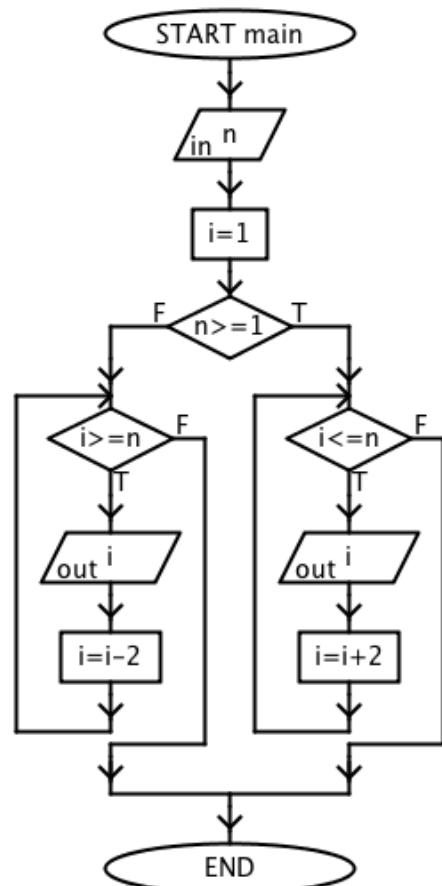 START main
in n
i=1
F n>=1 T
i>=n F
T
out i
i=i-2
i<=n F
T
out i
i=i+2
END